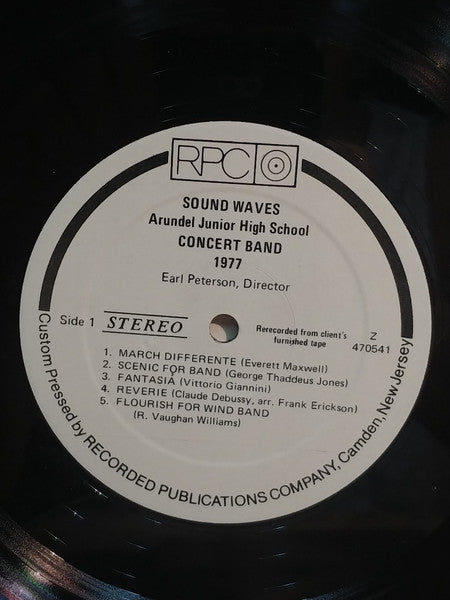 RPC
SOUND WAVES
Arundel Junior High School
CONCERT BAND
1977
Earl Peterson, Director
Side 1 STEREO
Rerecorded from client's
furnished tape
Z
470541
1. MARCH DIFFERENTE (Everett Maxwell)
2. SCENIC FOR BAND (George Thaddeus Jones)
3. FANTASIA (Vittorio Giannini)
4. REVERIE (Claude Debussy, arr. Frank Erickson)
5. FLOURISH FOR WIND BAND
(R. Vaughan Williams)
Custom Pressed by RECORDED PUBLICATIONS COMPANY, Camden, New Jersey